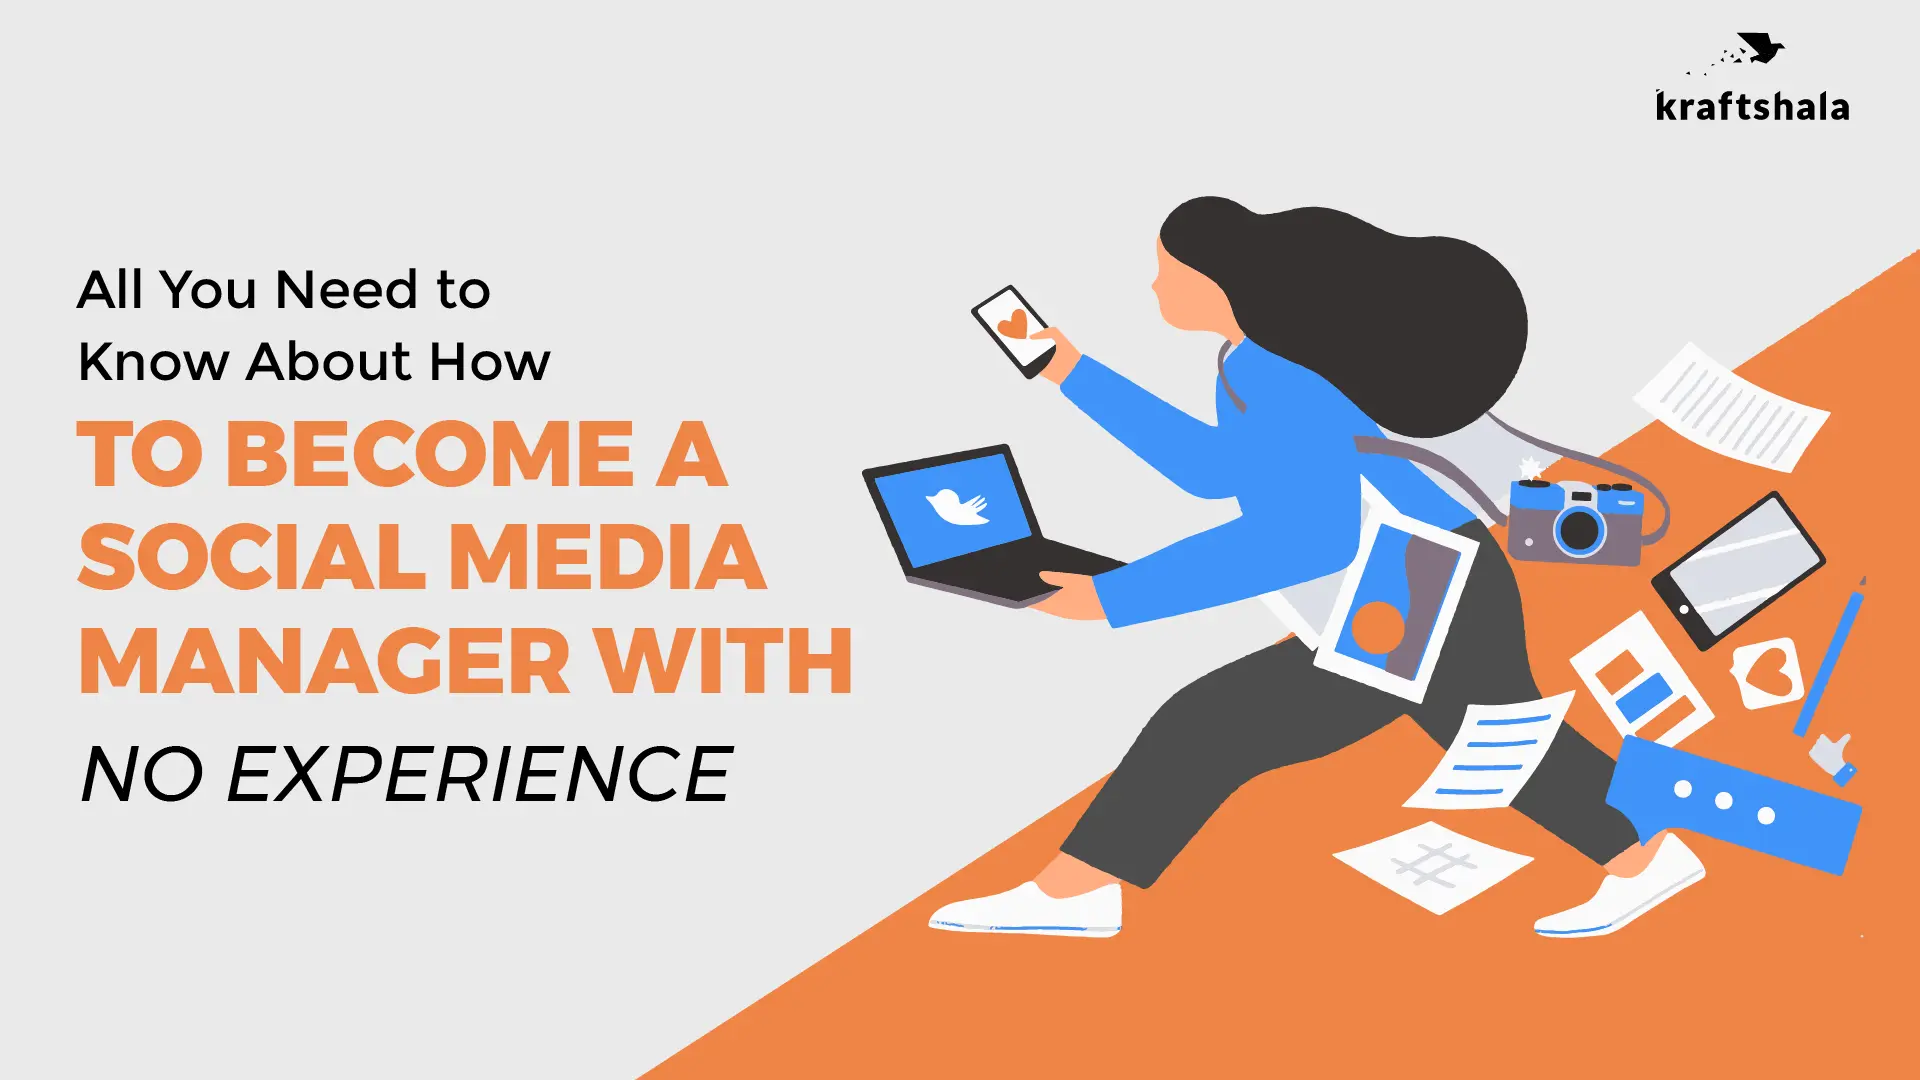 kraftshala
All You Need to
Know About How
TO BECOME A
SOCIAL MEDIA
MANAGER WITH
NO EXPERIENCE
#